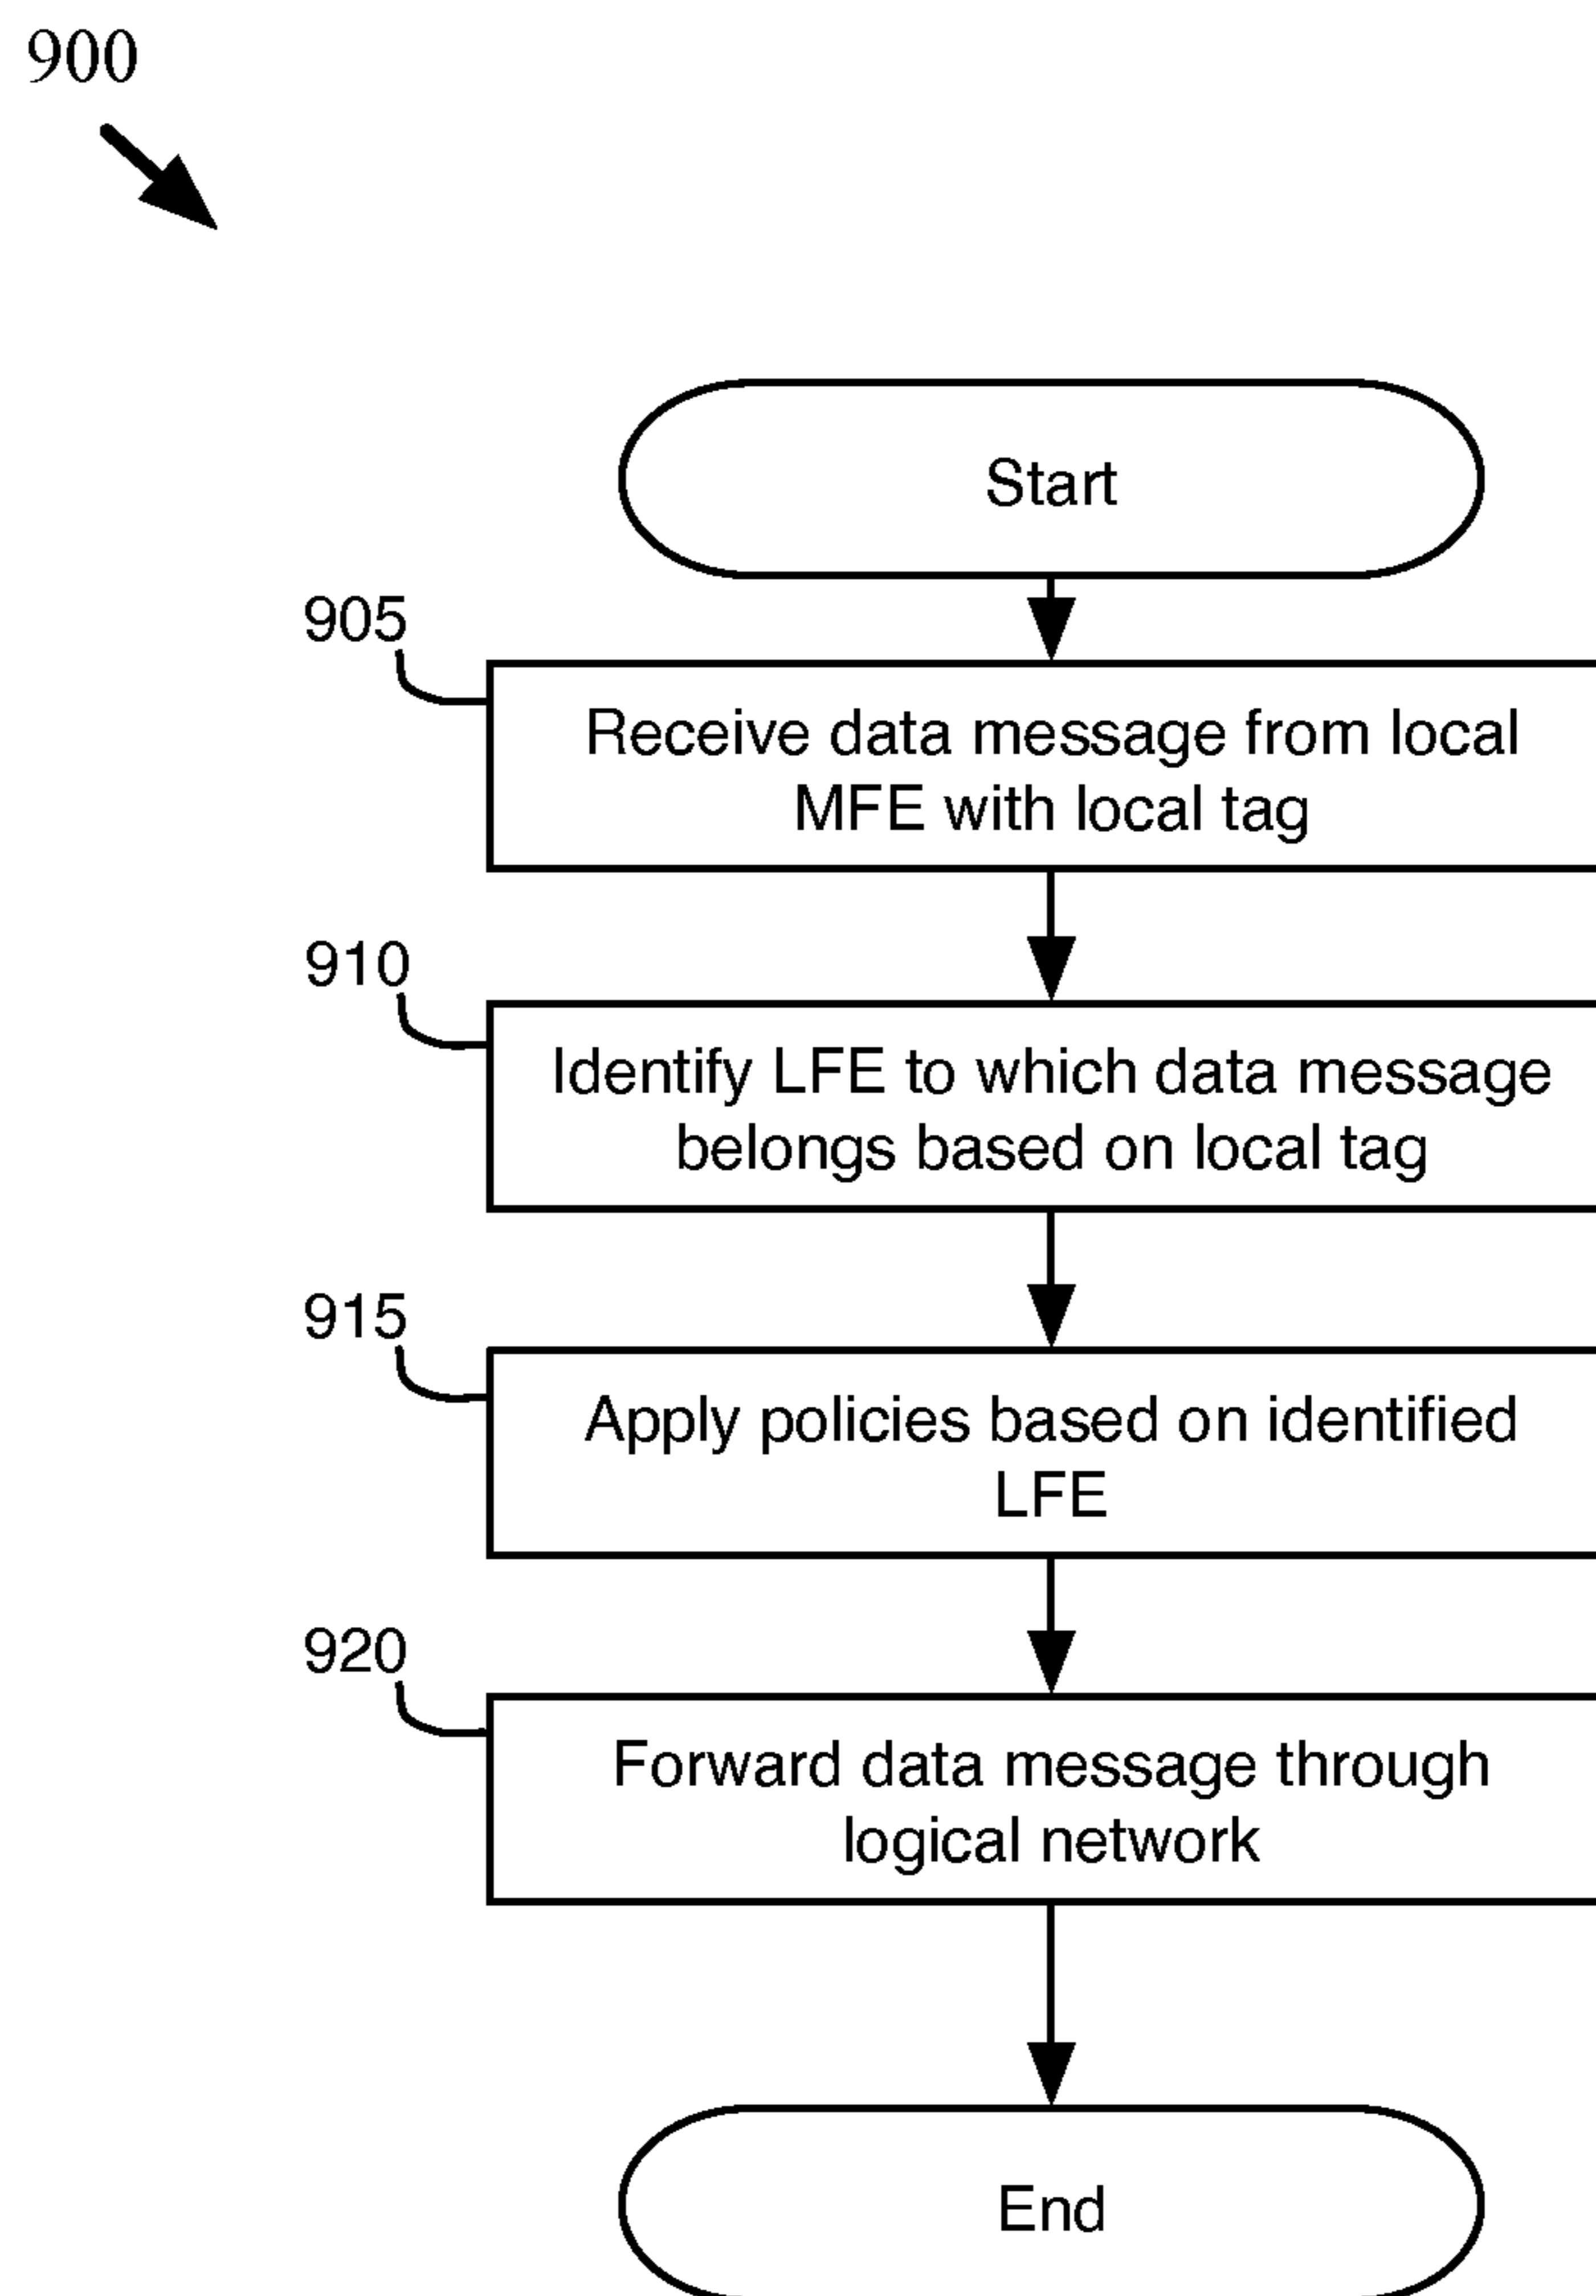 900
Start
905
Receive data message from local
MFE with local tag
910
Identify LFE to which data message
belongs based on local tag
915
Apply policies based on identified
LFE
920
Forward data message through
logical network
End